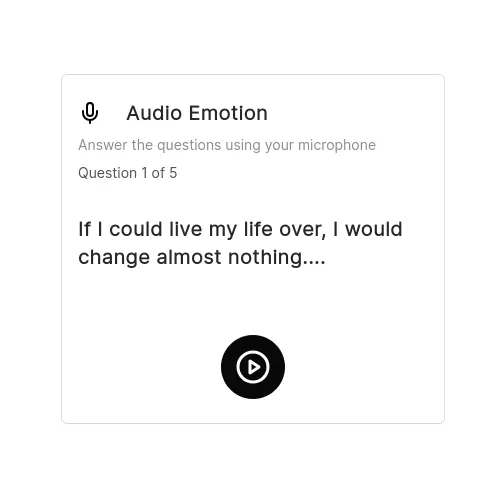 Audio Emotion
Answer the questions using your microphone
Question 1 of 5
If I could live my life over, I would
change almost nothing....